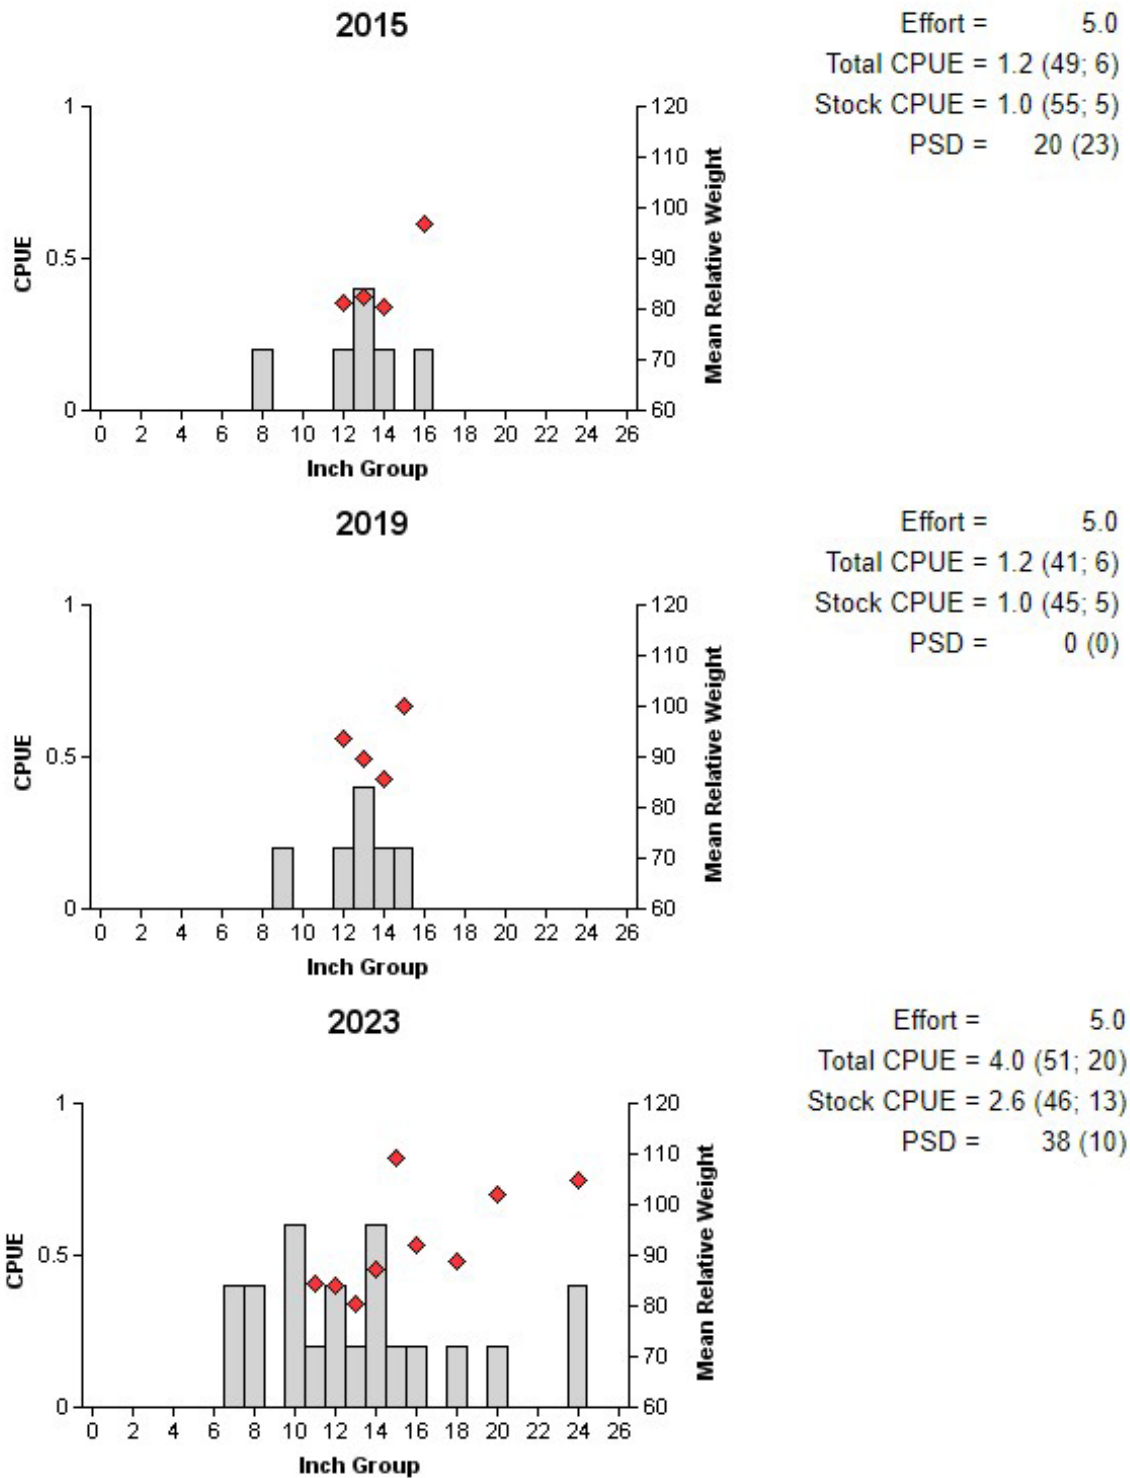 2015
Effort = 5.0
Total CPUE = 1.2 (49; 6)
Stock CPUE = 1.0 (55; 5)
PSD = 20 (23)
1
0.5
0
CPUE
120
110
100
90
80
70
60
Mean Relative Weight
0 2 4 6 8 10 12 14 16 18 20 22 24 26
Inch Group
2019
Effort = 5.0
Total CPUE = 1.2 (41; 6)
Stock CPUE = 1.0 (45; 5)
PSD = 0 (0)
1
0.5
0
CPUE
120
110
100
90
80
70
60
Mean Relative Weight
0 2 4 6 8 10 12 14 16 18 20 22 24 26
Inch Group
2023
Effort = 5.0
Total CPUE = 4.0 (51; 20)
Stock CPUE = 2.6 (46; 13)
PSD = 38 (10)
1
0.5
0
CPUE
120
110
100
90
80
70
60
Mean Relative Weight
0 2 4 6 8 10 12 14 16 18 20 22 24 26
Inch Group